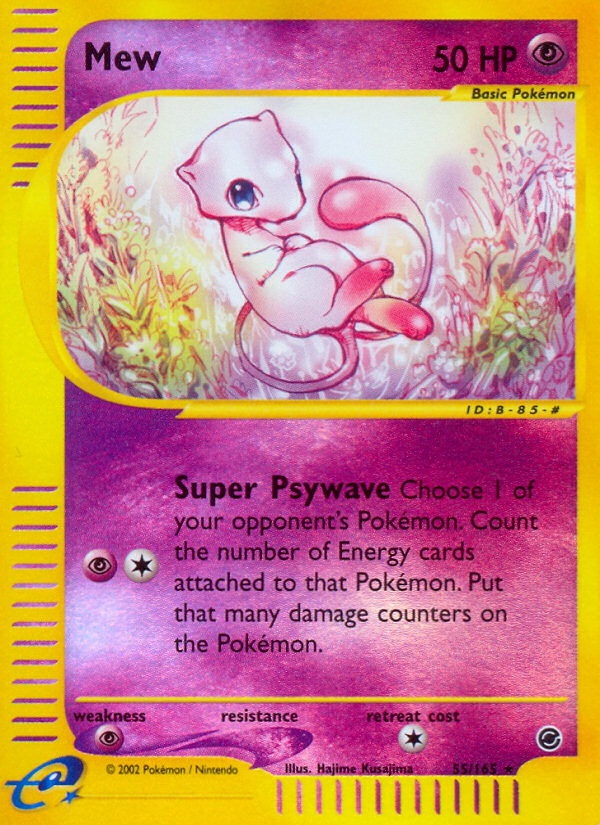 Mew 50 HP
Basic Pokémon
ID:B-85-#
Super Psywave Choose 1 of
your opponent's Pokémon. Count
the number of Energy cards
attached to that Pokémon. Put
that many damage counters on
the Pokémon.
weakness resistance retreat cost
© 2002 Pokémon / Nintendo Illus. Hajime Kusajima 55/165 ★
e